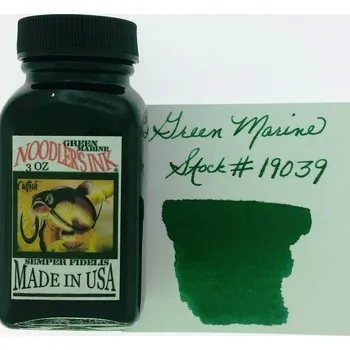 GREEN
MARINE
NOODLER'S INK
3 OZ
Catfish
SEMPER FIDELIS
MADE IN USA
Green Marine
Stock # 19039